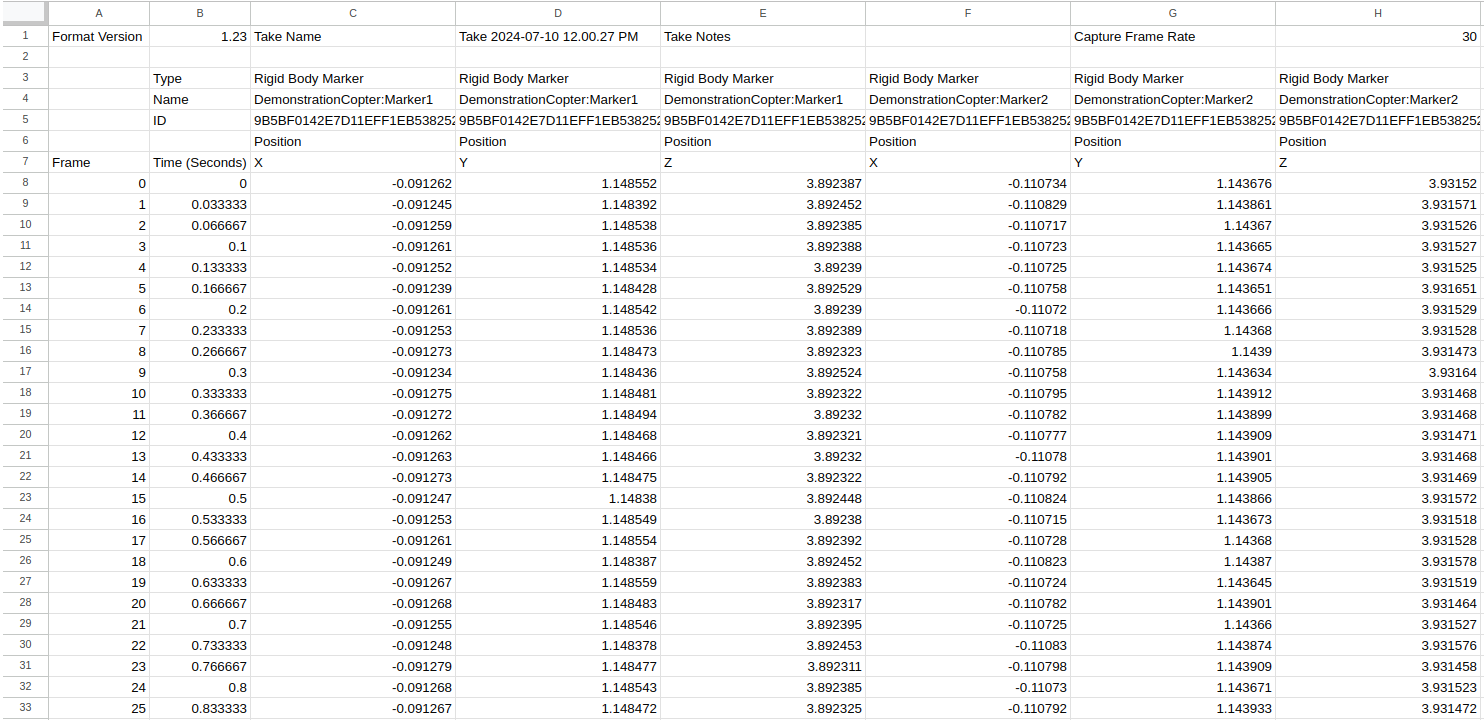 A B C D E F G H
1 Format Version 1.23 Take Name Take 2024-07-10 12.00.27 PM Take Notes Capture Frame Rate 30
2
3 Type Rigid Body Marker Rigid Body Marker Rigid Body Marker Rigid Body Marker Rigid Body Marker Rigid Body Marker
4 Name DemonstrationCopter:Marker1 DemonstrationCopter:Marker1 DemonstrationCopter:Marker1 DemonstrationCopter:Marker2 DemonstrationCopter:Marker2 DemonstrationCopter:Marker2
5 ID 9B5BF0142E7D11EFF1EB538252 9B5BF0142E7D11EFF1EB538252 9B5BF0142E7D11EFF1EB538252 9B5BF0142E7D11EFF1EB538252 9B5BF0142E7D11EFF1EB538252 9B5BF0142E7D11EFF1EB538252
6 Position Position Position Position Position Position
7 Frame Time (Seconds) X Y Z X Y Z
8 0 0 -0.091262 1.148552 3.892387 -0.110734 1.143676 3.93152
9 1 0.033333 -0.091245 1.148392 3.892452 -0.110829 1.143861 3.931571
10 2 0.066667 -0.091259 1.148538 3.892385 -0.110717 1.14367 3.931526
11 3 0.1 -0.091261 1.148536 3.892388 -0.110723 1.143665 3.931527
12 4 0.133333 -0.091252 1.148534 3.89239 -0.110725 1.143674 3.931525
13 5 0.166667 -0.091239 1.148428 3.892529 -0.110758 1.143651 3.931651
14 6 0.2 -0.091261 1.148542 3.89239 -0.11072 1.143666 3.931529
15 7 0.233333 -0.091253 1.148536 3.892389 -0.110718 1.14368 3.931528
16 8 0.266667 -0.091273 1.148473 3.892323 -0.110785 1.1439 3.931473
17 9 0.3 -0.091234 1.148436 3.892524 -0.110758 1.143634 3.93164
18 10 0.333333 -0.091275 1.148481 3.892322 -0.110795 1.143912 3.931468
19 11 0.366667 -0.091272 1.148494 3.89232 -0.110782 1.143899 3.931468
20 12 0.4 -0.091262 1.148468 3.892321 -0.110777 1.143909 3.931471
21 13 0.433333 -0.091263 1.148466 3.89232 -0.11078 1.143901 3.931468
22 14 0.466667 -0.091273 1.148475 3.892322 -0.110792 1.143905 3.931469
23 15 0.5 -0.091247 1.14838 3.892448 -0.110824 1.143866 3.931572
24 16 0.533333 -0.091253 1.148549 3.89238 -0.110715 1.143673 3.931518
25 17 0.566667 -0.091261 1.148554 3.892392 -0.110728 1.14368 3.931528
26 18 0.6 -0.091249 1.148387 3.892452 -0.110823 1.14387 3.931578
27 19 0.633333 -0.091267 1.148559 3.892383 -0.110724 1.143645 3.931519
28 20 0.666667 -0.091268 1.148483 3.892317 -0.110782 1.143901 3.931464
29 21 0.7 -0.091255 1.148546 3.892395 -0.110725 1.14366 3.931527
30 22 0.733333 -0.091248 1.148378 3.892453 -0.11083 1.143874 3.931576
31 23 0.766667 -0.091279 1.148477 3.892311 -0.110798 1.143909 3.931458
32 24 0.8 -0.091268 1.148543 3.892385 -0.11073 1.143671 3.931523
33 25 0.833333 -0.091267 1.148472 3.892325 -0.110792 1.143933 3.931472